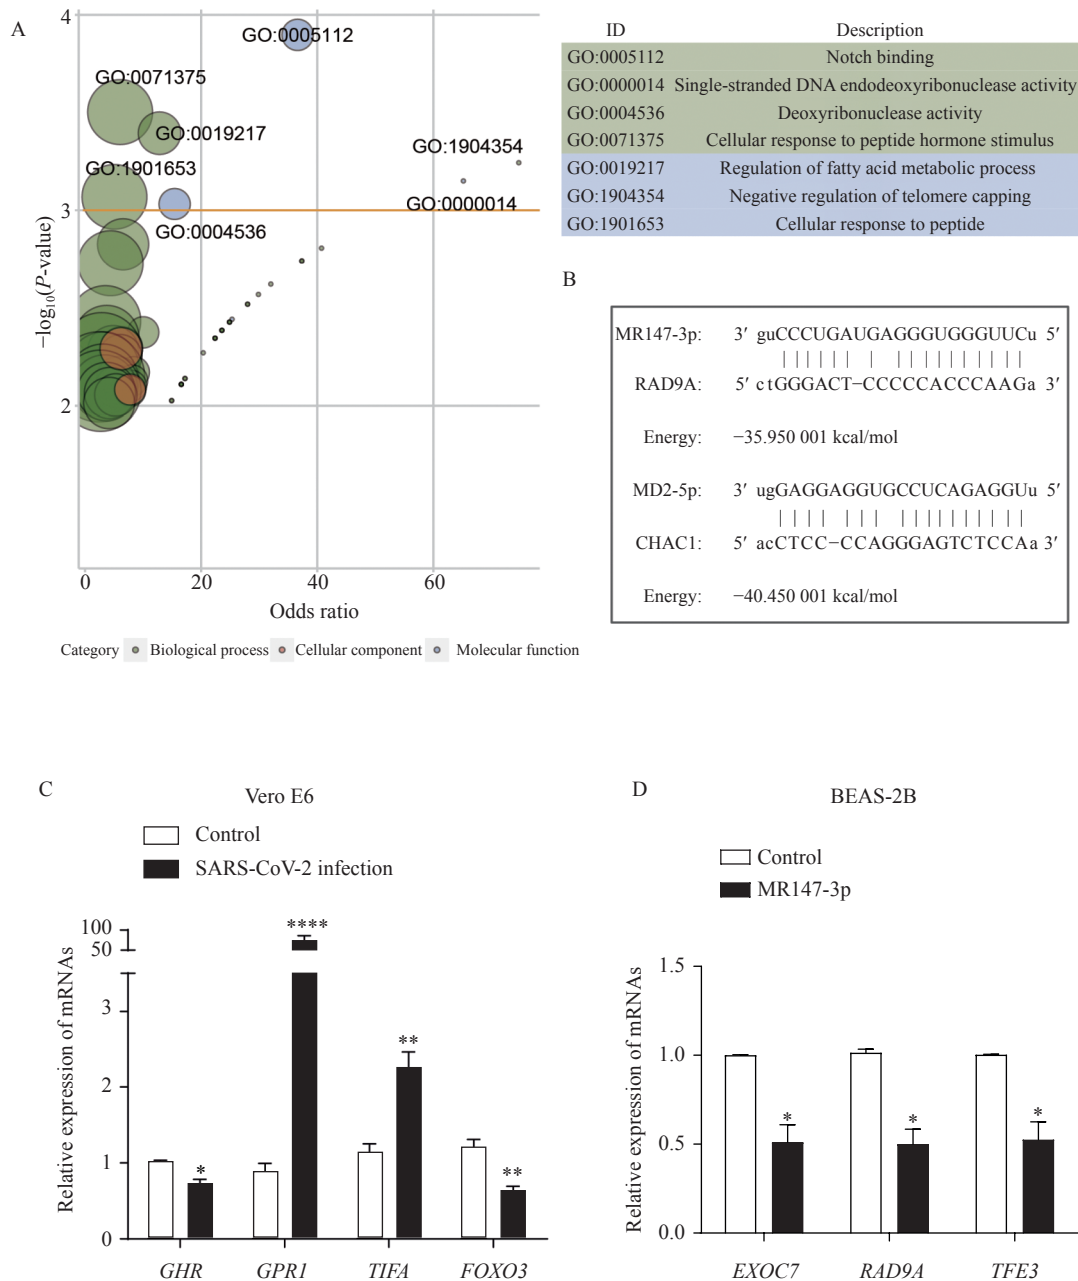 A
4
3
2
−log₁₀(P-value)
0
20
40
60
Odds ratio
GO:0005112
GO:0071375
GO:0019217
GO:1904354
GO:1901653
GO:0000014
GO:0004536
Category Biological process Cellular component Molecular function
ID Description
GO:0005112 Notch binding
GO:0000014 Single-stranded DNA endodeoxyribonuclease activity
GO:0004536 Deoxyribonuclease activity
GO:0071375 Cellular response to peptide hormone stimulus
GO:0019217 Regulation of fatty acid metabolic process
GO:1904354 Negative regulation of telomere capping
GO:1901653 Cellular response to peptide
B
MR147-3p: 3′ guCCCUGAUGAGGGUGGGUUCu 5′
RAD9A: 5′ ctGGGACT−CCCCCACCCAAGa 3′
Energy: −35.950 001 kcal/mol
MD2-5p: 3′ ugGAGGAGGUGCCUCAGAGGUu 5′
CHAC1: 5′ acCTCC−CCAGGGAGTCTCCAa 3′
Energy: −40.450 001 kcal/mol
C
Vero E6
Control
SARS-CoV-2 infection
Relative expression of mRNAs
100
50
3
2
1
0
****
**
*
**
GHR GPR1 TIFA FOXO3
D
BEAS-2B
Control
MR147-3p
Relative expression of mRNAs
1.5
1.0
0.5
0.0
* * *
EXOC7 RAD9A TFE3